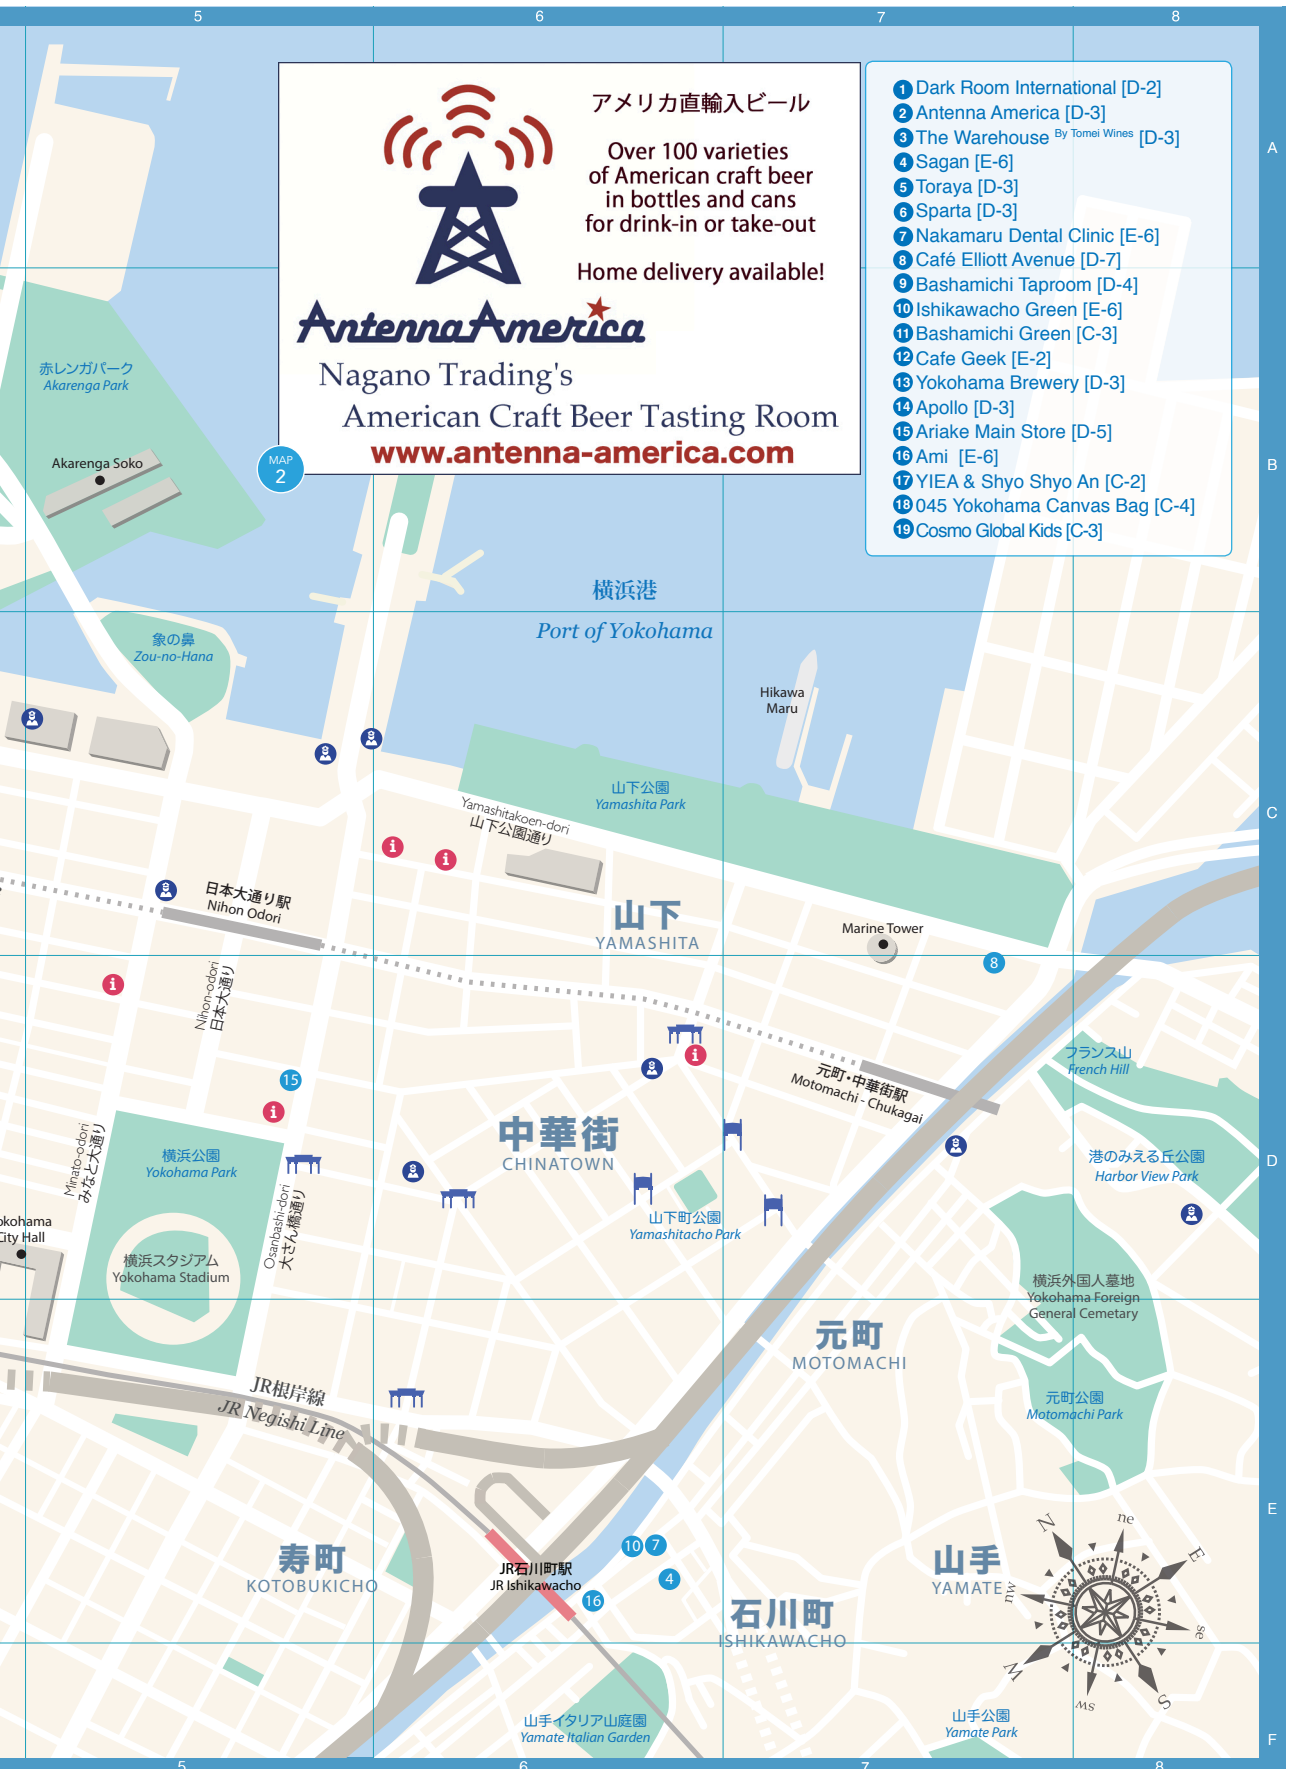 5
6
7
8
アメリカ直輸入ビール
Over 100 varieties
of American craft beer
in bottles and cans
for drink-in or take-out
Home delivery available!
Antenna America
Nagano Trading's
American Craft Beer Tasting Room
www.antenna-america.com
MAP
2
1 Dark Room International [D-2]
2 Antenna America [D-3]
3 The Warehouse By Tomei Wines [D-3]
4 Sagan [E-6]
5 Toraya [D-3]
6 Sparta [D-3]
7 Nakamaru Dental Clinic [E-6]
8 Café Elliott Avenue [D-7]
9 Bashamichi Taproom [D-4]
10 Ishikawacho Green [E-6]
11 Bashamichi Green [C-3]
12 Cafe Geek [E-2]
13 Yokohama Brewery [D-3]
14 Apollo [D-3]
15 Ariake Main Store [D-5]
16 Ami [E-6]
17 YIEA & Shyo Shyo An [C-2]
18 045 Yokohama Canvas Bag [C-4]
19 Cosmo Global Kids [C-3]
A
赤レンガパーク
Akarenga Park
Akarenga Soko
B
横浜港
Port of Yokohama
象の鼻
Zou-no-Hana
Hikawa
Maru
山下公園
Yamashita Park
Yamashitakoen-dori
山下公園通り
C
日本大通り駅
Nihon Odori
山下
YAMASHITA
Marine Tower
8
Nihon-odori
日本大通り
フランス山
French Hill
元町・中華街駅
Motomachi - Chukagai
15
中華街
CHINATOWN
Minato-odori
みなと大通り
横浜公園
Yokohama Park
港のみえる丘公園
Harbor View Park
D
Osanbashi-dori
大さん橋通り
山下町公園
Yamashitacho Park
okohama
City Hall
横浜スタジアム
Yokohama Stadium
横浜外国人墓地
Yokohama Foreign
General Cemetary
元町
MOTOMACHI
JR根岸線
JR Negishi Line
元町公園
Motomachi Park
E
10
7
4
16
寿町
KOTOBUKICHO
JR石川町駅
JR Ishikawacho
石川町
ISHIKAWACHO
山手
YAMATE
N
ne
E
se
S
sw
W
nw
山手イタリア山庭園
Yamate Italian Garden
山手公園
Yamate Park
F
5
6
7
8